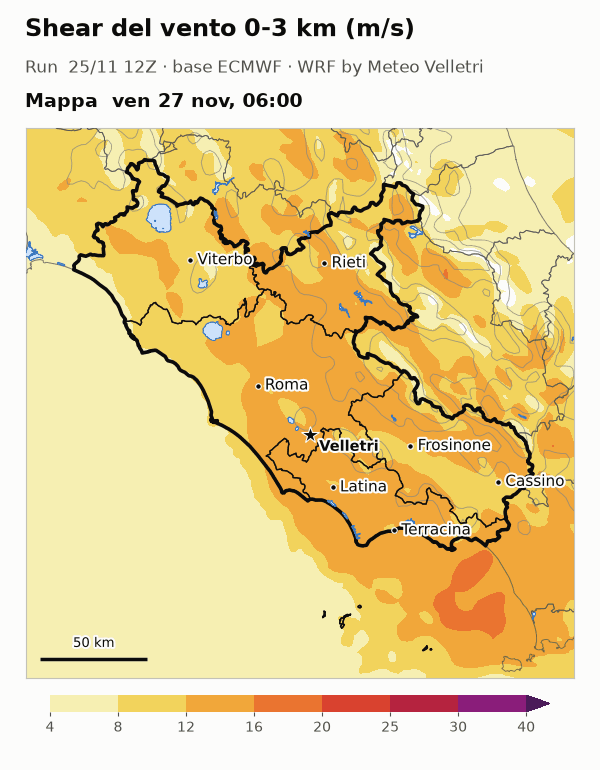 Shear del vento 0-3 km (m/s)
Run  25/11 12Z · base ECMWF · WRF by Meteo Velletri
Mappa  ven 27 nov, 06:00
Viterbo
Rieti
Roma
Velletri
Frosinone
Cassino
Latina
Terracina
50 km
4 8 12 16 20 25 30 40